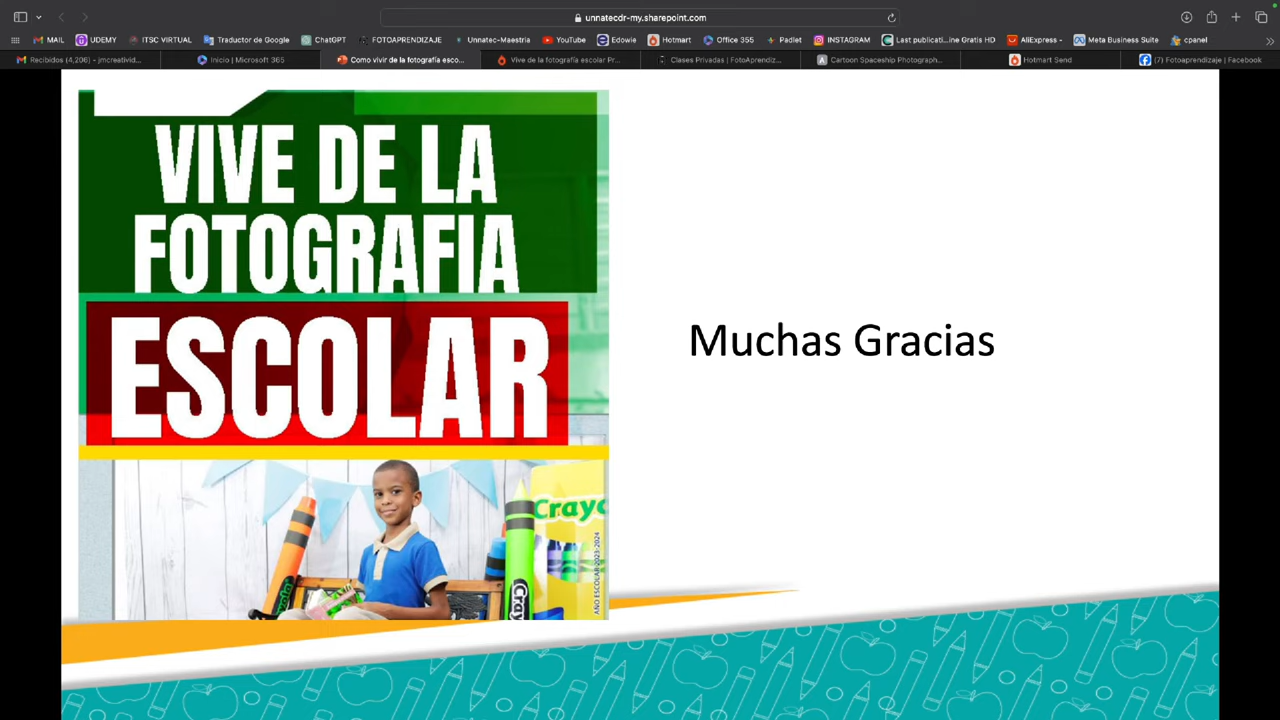 unnatecdr-my.sharepoint.com
MAIL
UDEMY
ITSC VIRTUAL
Traductor de Google
ChatGPT
FOTOAPRENDIZAJE
Unnatec-Maestria
YouTube
Edowie
Hotmart
Office 365
Padlet
INSTAGRAM
Last publicati...ine Gratis HD
AliExpress -
Meta Business Suite
cpanel
Recibidos (4,206) - jmcreativid...
Inicio | Microsoft 365
Como vivir de la fotografía esco...
Vive de la fotografía escolar Pr...
Clases Privadas | FotoAprendiz...
Cartoon Spaceship Photograph...
Hotmart Send
(7) Fotoaprendizaje | Facebook
VIVE DE LA
FOTOGRAFIA
ESCOLAR
Crayo
AÑO ESCOLAR 2023-2024
Muchas Gracias